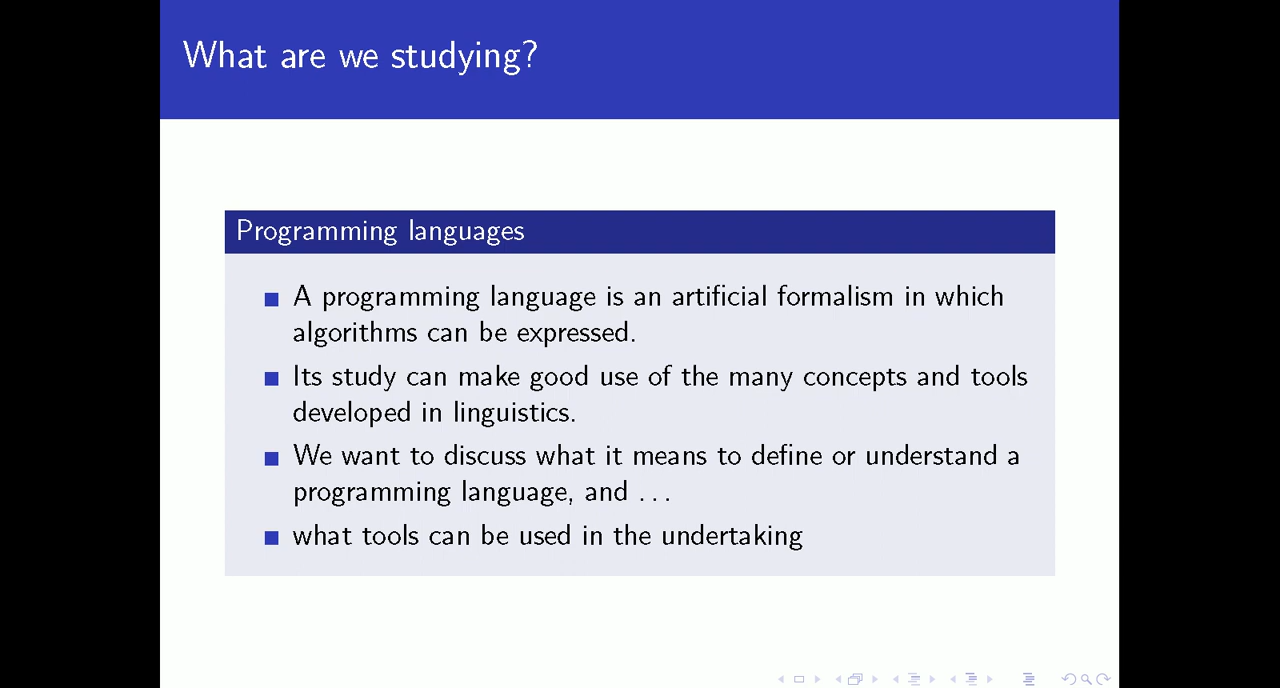 What are we studying?
Programming languages
A programming language is an artificial formalism in which
algorithms can be expressed.
Its study can make good use of the many concepts and tools
developed in linguistics.
We want to discuss what it means to define or understand a
programming language, and ...
what tools can be used in the undertaking